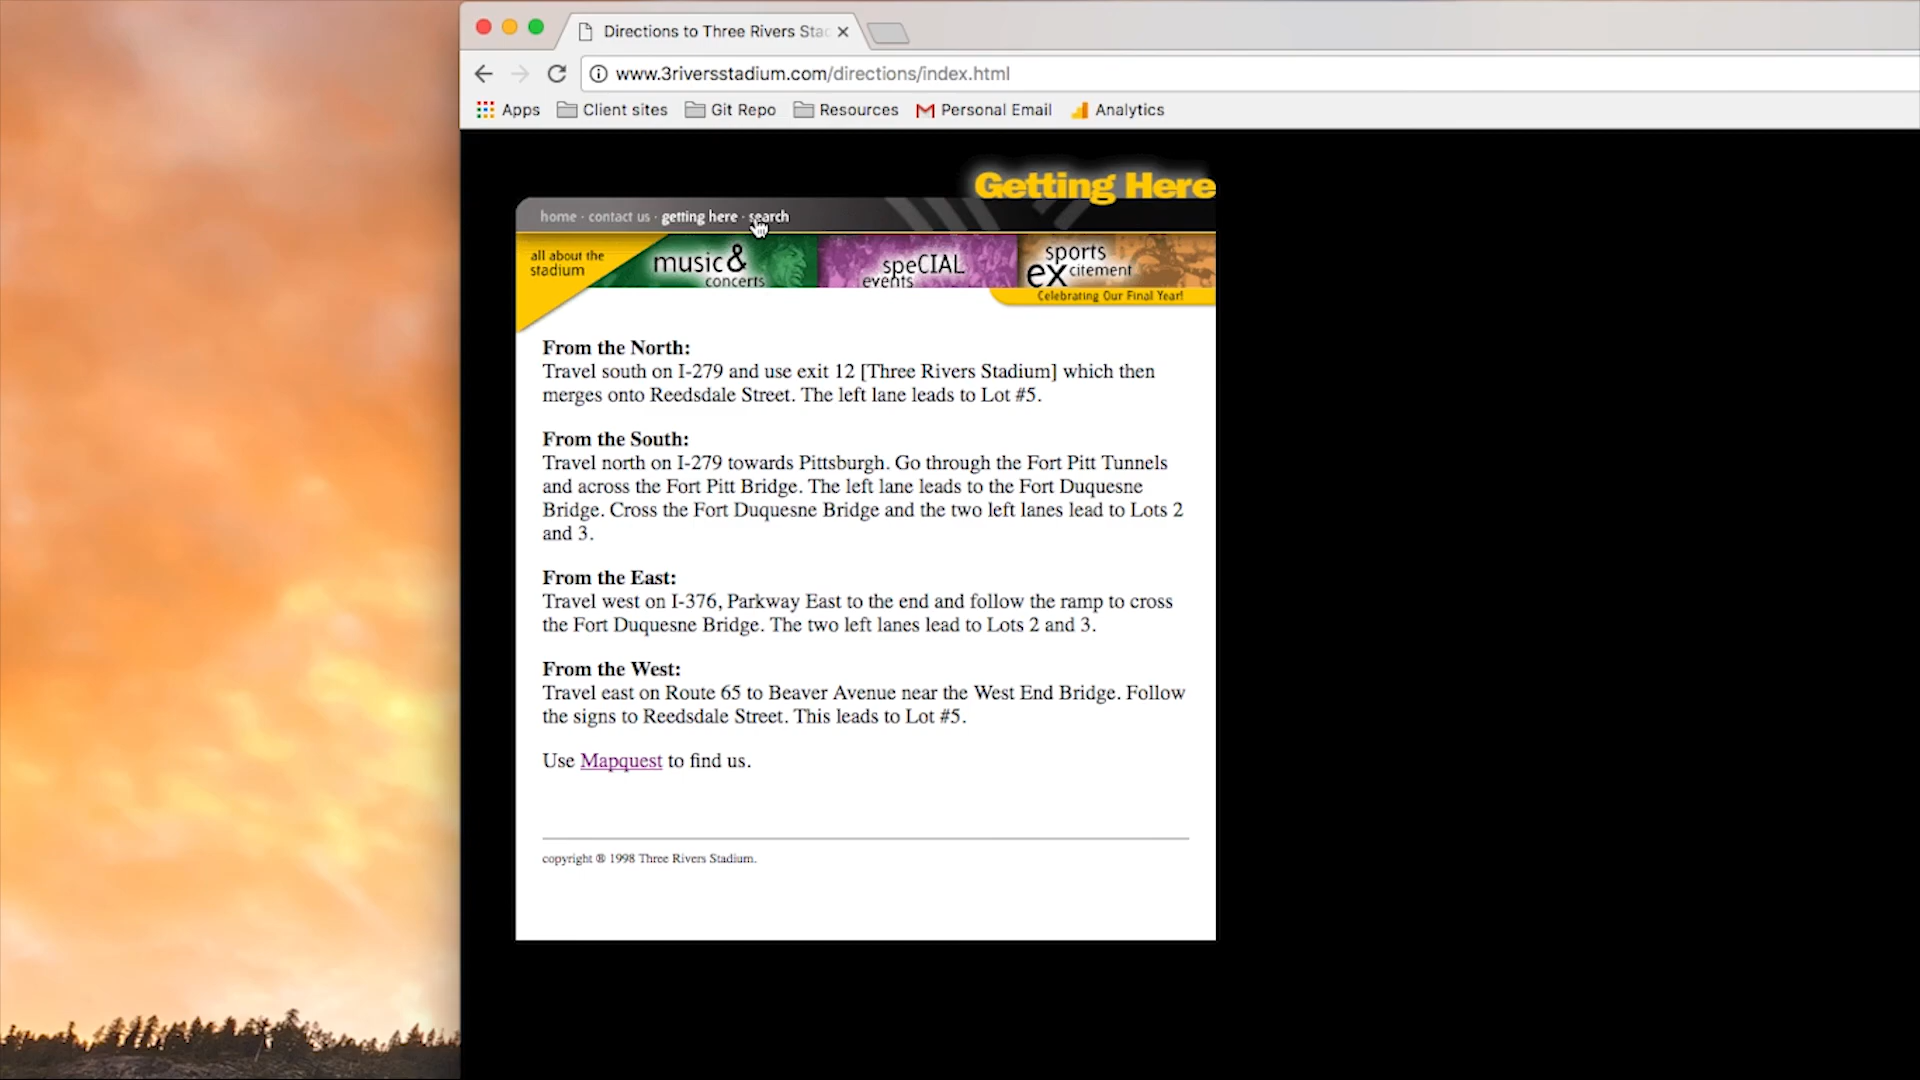 Directions to Three Rivers Sta
www.3riversstadium.com/directions/index.html
Apps Client sites Git Repo Resources Personal Email Analytics
Getting Here
home · contact us · getting here · search
all about the
stadium
music&
concerts
speCIAL
events
sports
excitement
Celebrating Our Final Year!
From the North:
Travel south on I-279 and use exit 12 [Three Rivers Stadium] which then
merges onto Reedsdale Street. The left lane leads to Lot #5.
From the South:
Travel north on I-279 towards Pittsburgh. Go through the Fort Pitt Tunnels
and across the Fort Pitt Bridge. The left lane leads to the Fort Duquesne
Bridge. Cross the Fort Duquesne Bridge and the two left lanes lead to Lots 2
and 3.
From the East:
Travel west on I-376, Parkway East to the end and follow the ramp to cross
the Fort Duquesne Bridge. The two left lanes lead to Lots 2 and 3.
From the West:
Travel east on Route 65 to Beaver Avenue near the West End Bridge. Follow
the signs to Reedsdale Street. This leads to Lot #5.
Use Mapquest to find us.
copyright ® 1998 Three Rivers Stadium.